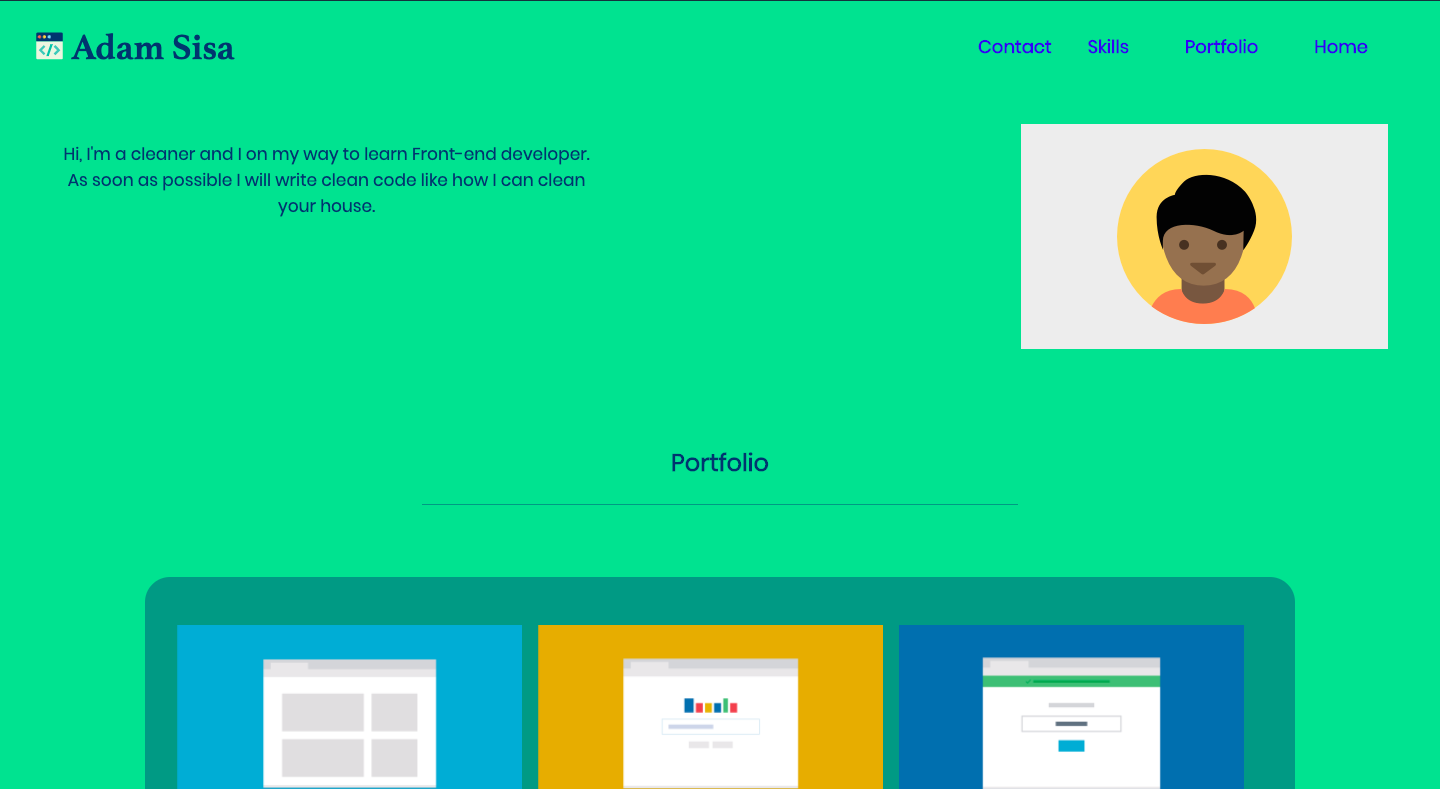 Adam Sisa
Contact Skills Portfolio Home
Hi, I'm a cleaner and I on my way to learn Front-end developer.
As soon as possible I will write clean code like how I can clean
your house.
Portfolio